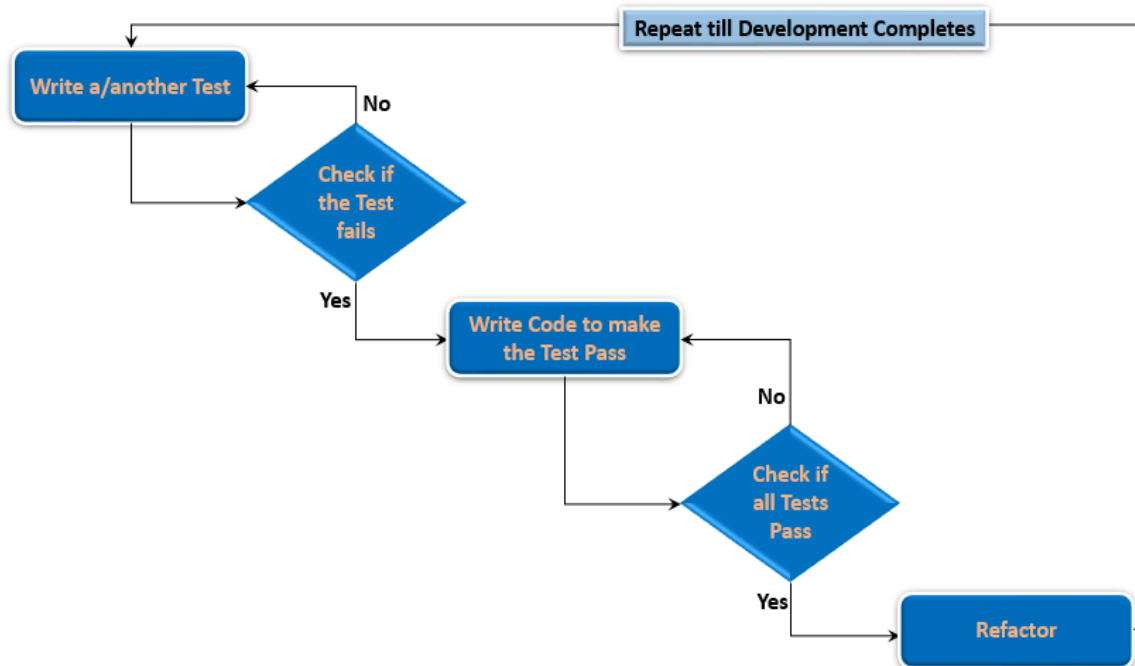 Repeat till Development Completes
Write a/another Test
No
Check if
the Test
fails
Yes
Write Code to make
the Test Pass
No
Check if
all Tests
Pass
Yes
Refactor